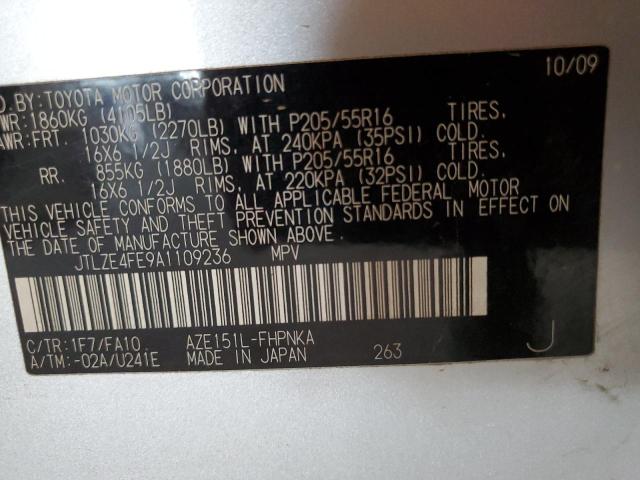 D BY: TOYOTA MOTOR CORPORATION 10/09
WR: 1860KG (4105LB)
AWR: FRT. 1030KG (2270LB) WITH P205/55R16 TIRES,
16X6 1/2J RIMS, AT 240KPA (35PSI) COLD.
RR. 855KG (1880LB) WITH P205/55R16 TIRES,
16X6 1/2J RIMS, AT 220KPA (32PSI) COLD.
THIS VEHICLE CONFORMS TO ALL APPLICABLE FEDERAL MOTOR
VEHICLE SAFETY AND THEFT PREVENTION STANDARDS IN EFFECT ON
THE DATE OF MANUFACTURE SHOWN ABOVE.
JTLZE4FE9A1109236 MPV
C/TR: 1F7/FA10 AZE151L-FHPNKA
A/TM: -02A/U241E MADE IN JAPAN 263 J